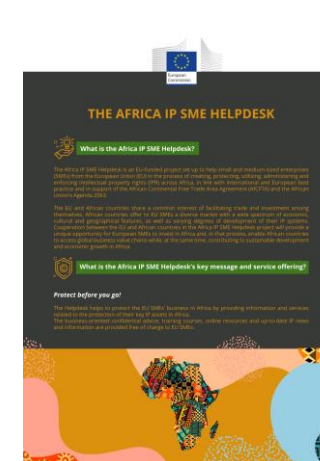 European
Commission
THE AFRICA IP SME HELPDESK
What is the Africa IP SME Helpdesk?
The Africa IP SME Helpdesk is an EU-funded project set up to help small and medium-sized enterprises
(SMEs) from the European Union (EU) in the process of creating, protecting, utilising, administering and
enforcing intellectual property rights (IPR) across Africa, in line with international and European best
practice and in support of the African Continental Free Trade Area Agreement (AfCFTA) and the African
Union's Agenda 2063.
The EU and African countries share a common interest of facilitating trade and investment among
themselves. African countries offer to EU SMEs a diverse market with a wide spectrum of economic,
cultural and geographical features, as well as varying degrees of development of their IP systems.
Cooperation between the EU and African countries in the Africa IP SME Helpdesk project will provide a
unique opportunity for European SMEs to invest in Africa and, in that process, enable African countries
to access global business value chains while, at the same time, contributing to sustainable development
and economic growth in Africa.
What is the Africa IP SME Helpdesk's key message and service offering?
Protect before you go!
The Helpdesk helps to protect the EU SMEs' business in Africa by providing information and services
related to the protection of their key IP assets in Africa.
The business-oriented confidential advice, training courses, online resources and up-to-date IP news
and information are provided free of charge to EU SMEs.